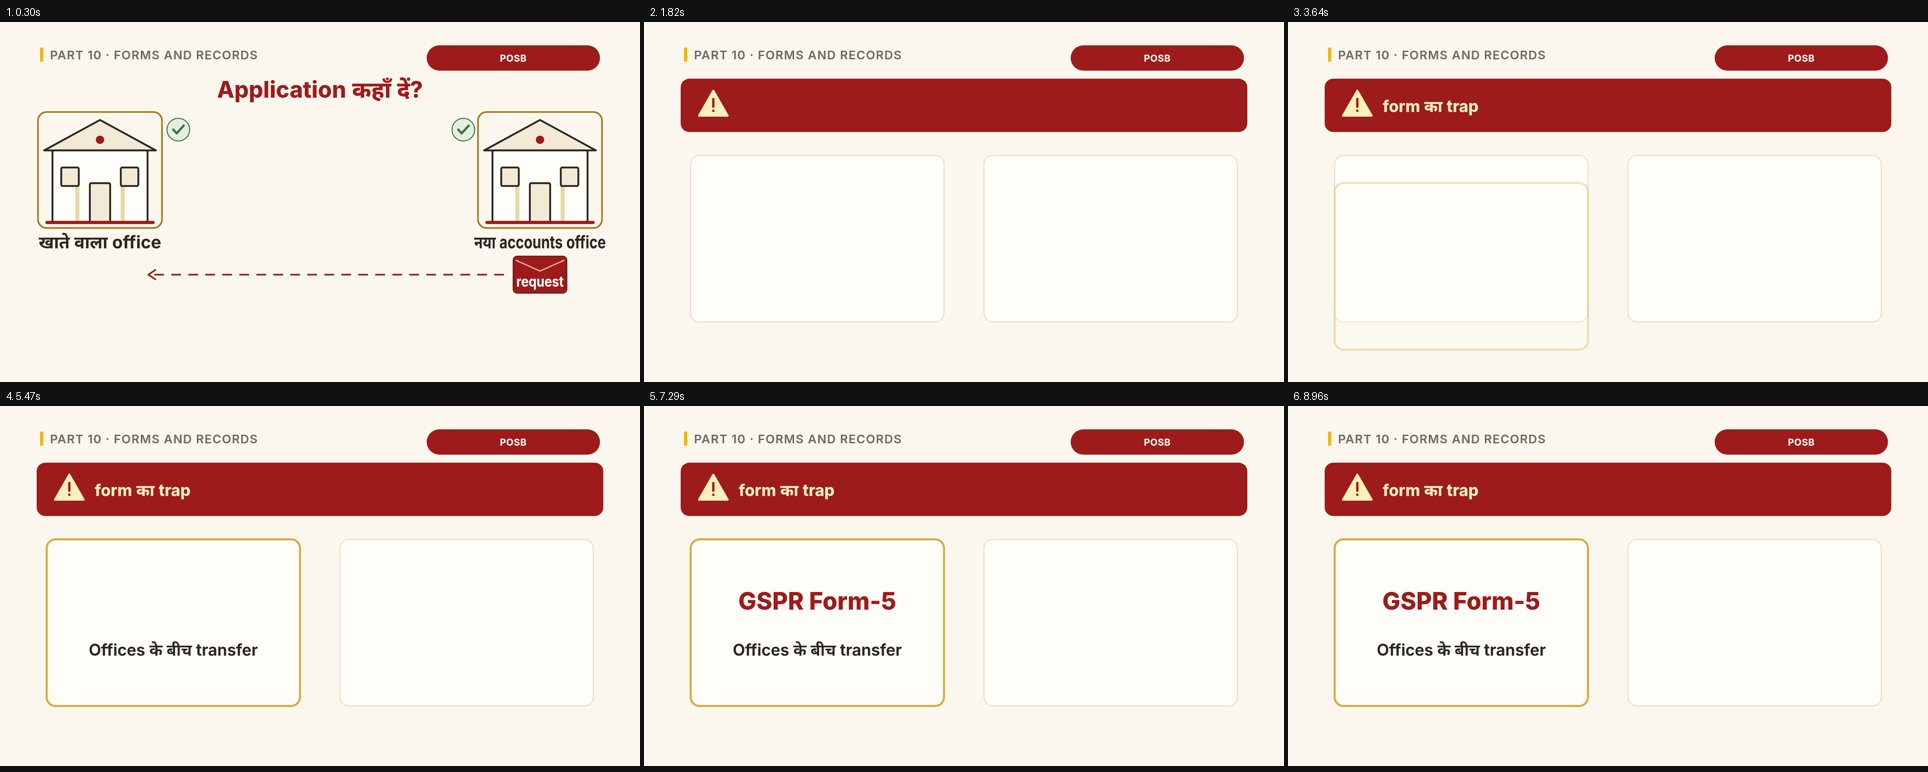 1. 0.30s
PART 10 · FORMS AND RECORDS
POSB
Application कहाँ दें?
खाते वाला office
नया accounts office
request
2. 1.82s
PART 10 · FORMS AND RECORDS
POSB
!
3. 3.64s
PART 10 · FORMS AND RECORDS
POSB
! form का trap
4. 5.47s
PART 10 · FORMS AND RECORDS
POSB
! form का trap
Offices के बीच transfer
5. 7.29s
PART 10 · FORMS AND RECORDS
POSB
! form का trap
GSPR Form-5
Offices के बीच transfer
6. 8.96s
PART 10 · FORMS AND RECORDS
POSB
! form का trap
GSPR Form-5
Offices के बीच transfer